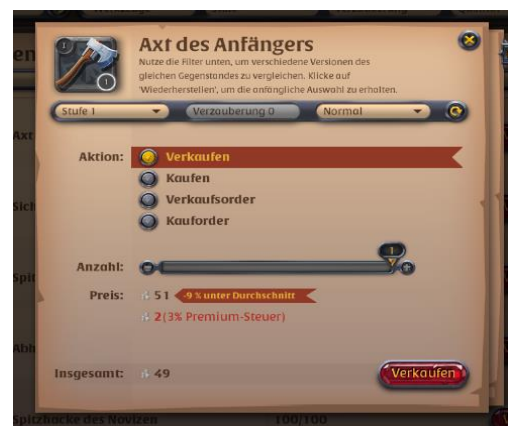 Axt des Anfängers
Nutze die Filter unten, um verschiedene Versionen des
gleichen Gegenstandes zu vergleichen. Klicke auf
'Wiederherstellen', um die anfängliche Auswahl zu erhalten.
1
Stufe 1 Verzauberung 0 Normal
Aktion: Verkaufen
Kaufen
Verkaufsorder
Kauforder
1
Anzahl:
Preis: 51 -9 % unter Durchschnitt
2(3% Premium-Steuer)
Insgesamt: 49 Verkaufen
Spitzhacke des Novizen 100/100